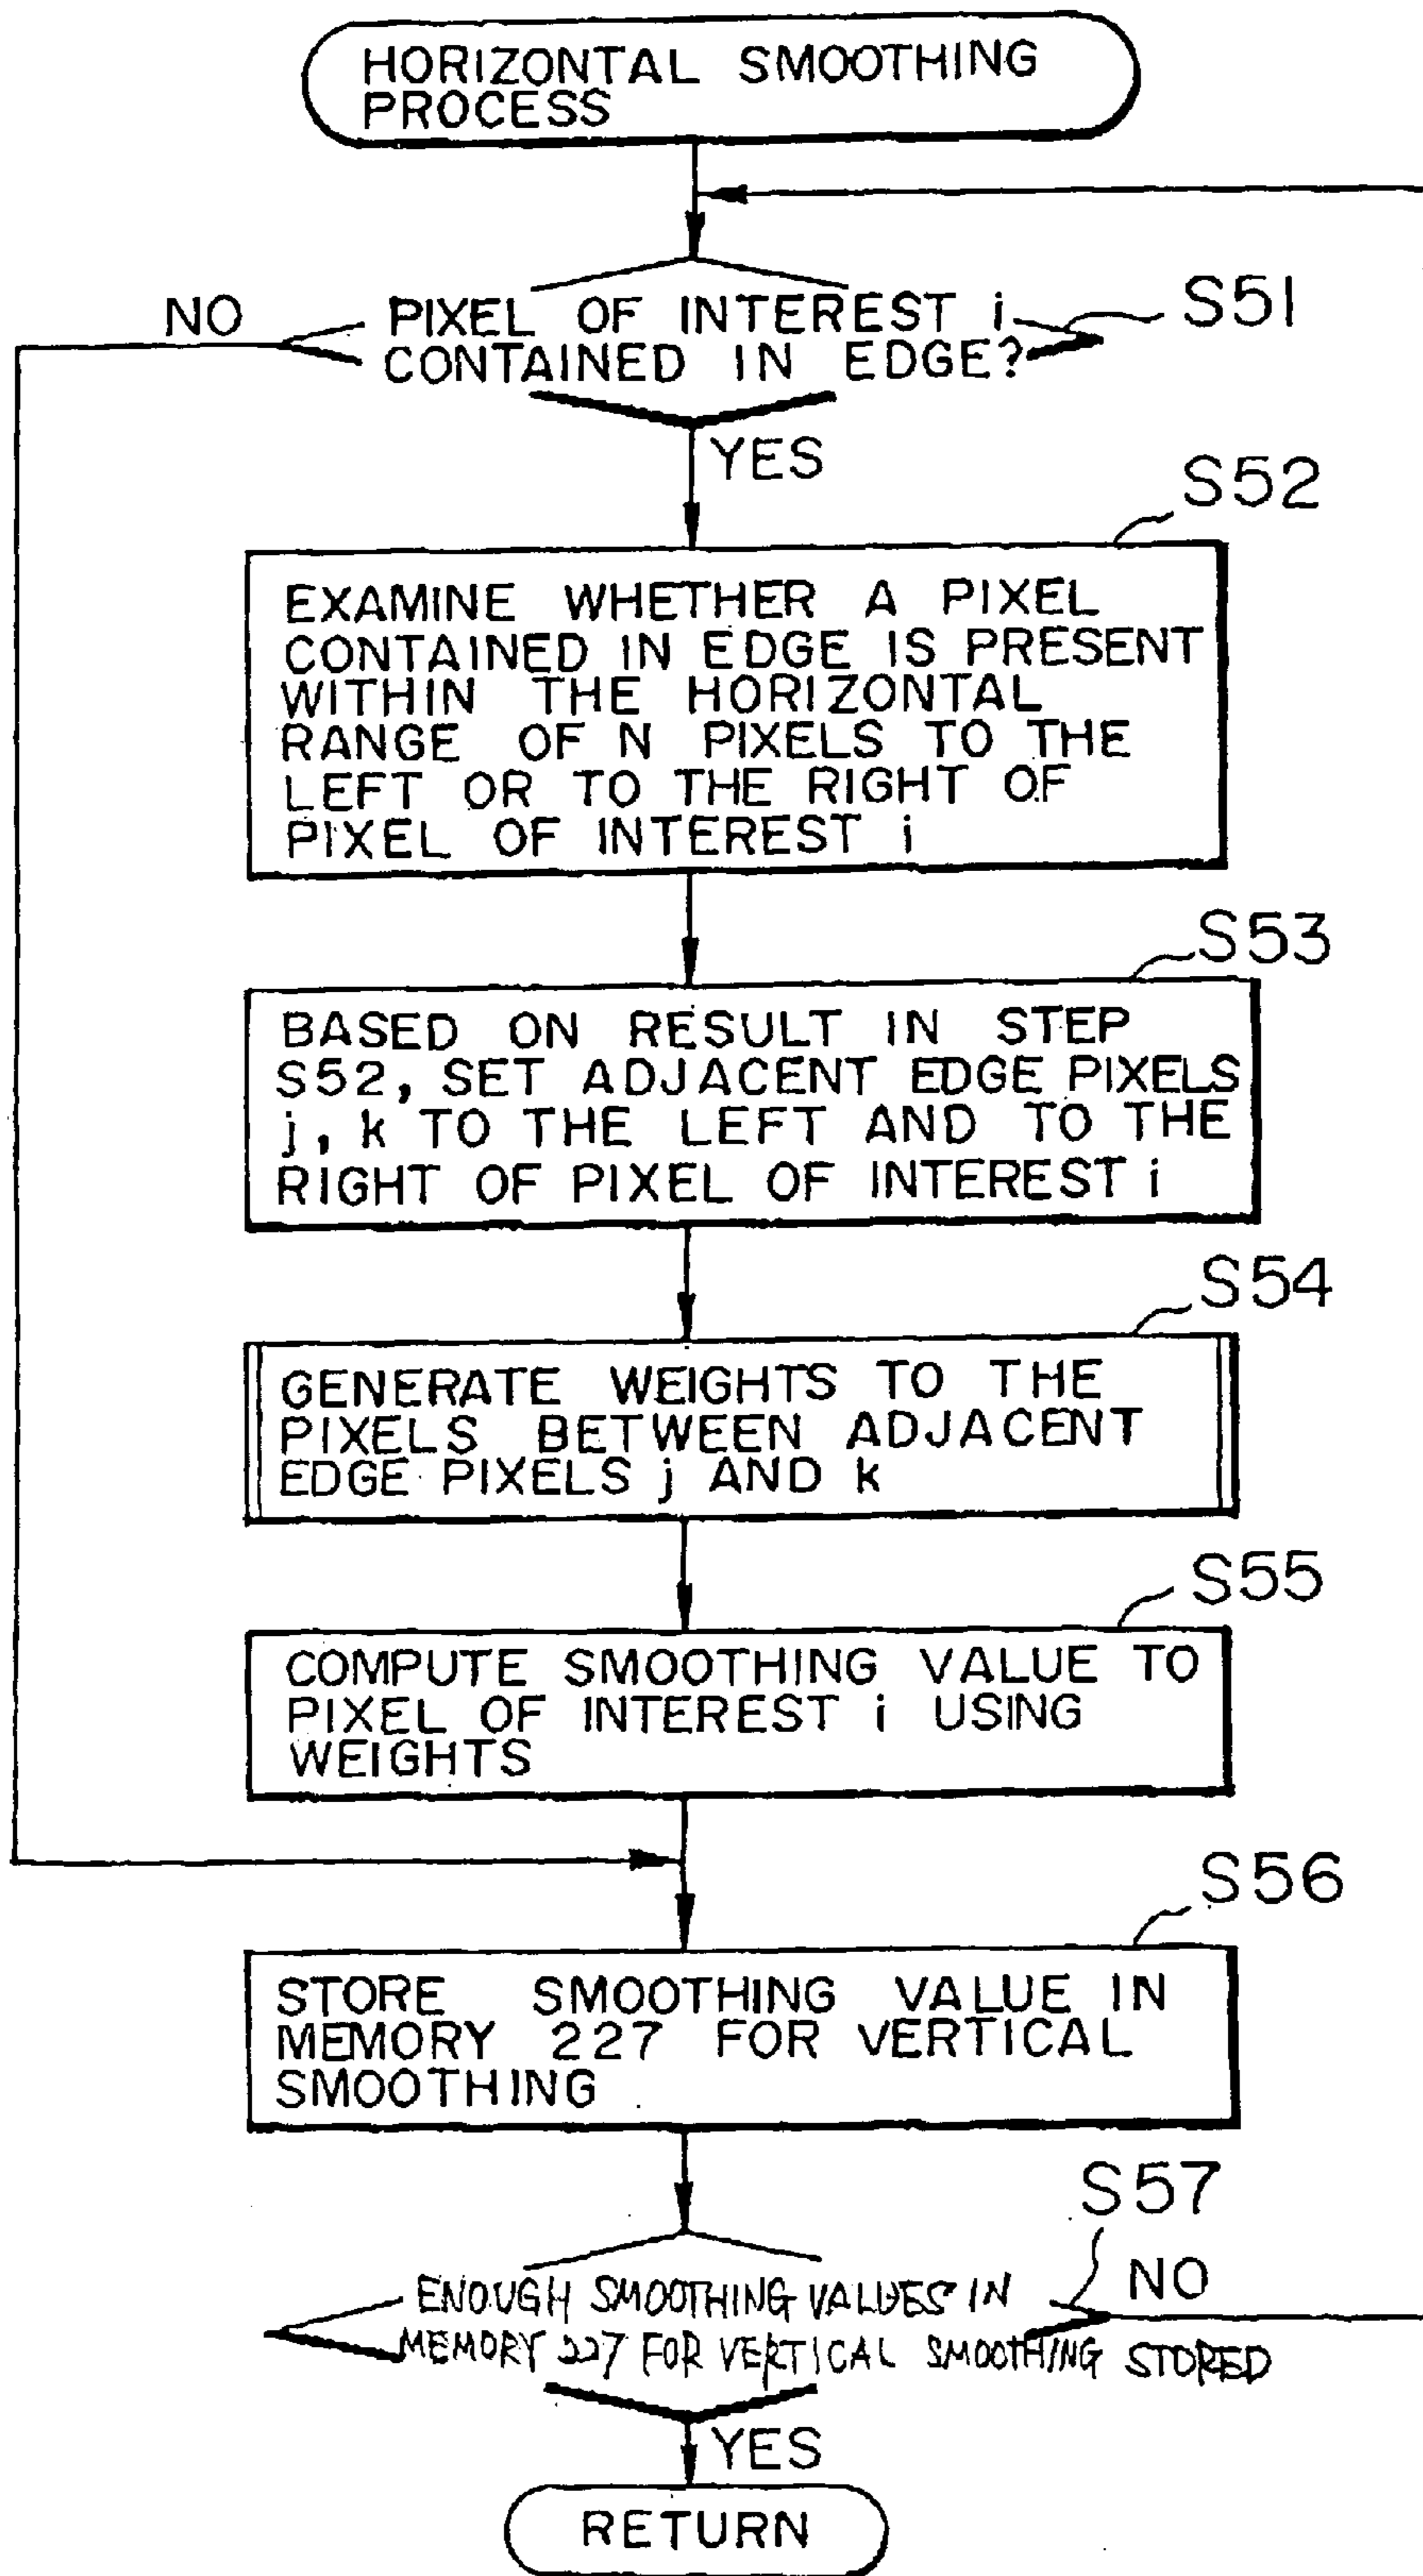 HORIZONTAL SMOOTHING
PROCESS
NO
PIXEL OF INTEREST i
CONTAINED IN EDGE?
S51
YES
S52
EXAMINE WHETHER A PIXEL
CONTAINED IN EDGE IS PRESENT
WITHIN THE HORIZONTAL
RANGE OF N PIXELS TO THE
LEFT OR TO THE RIGHT OF
PIXEL OF INTEREST i
S53
BASED ON RESULT IN STEP
S52, SET ADJACENT EDGE PIXELS
j, k TO THE LEFT AND TO THE
RIGHT OF PIXEL OF INTEREST i
S54
GENERATE WEIGHTS TO THE
PIXELS BETWEEN ADJACENT
EDGE PIXELS j AND k
S55
COMPUTE SMOOTHING VALUE TO
PIXEL OF INTEREST i USING
WEIGHTS
S56
STORE SMOOTHING VALUE IN
MEMORY 227 FOR VERTICAL
SMOOTHING
S57
ENOUGH SMOOTHING VALUES IN
MEMORY 227 FOR VERTICAL SMOOTHING STORED
NO
YES
RETURN